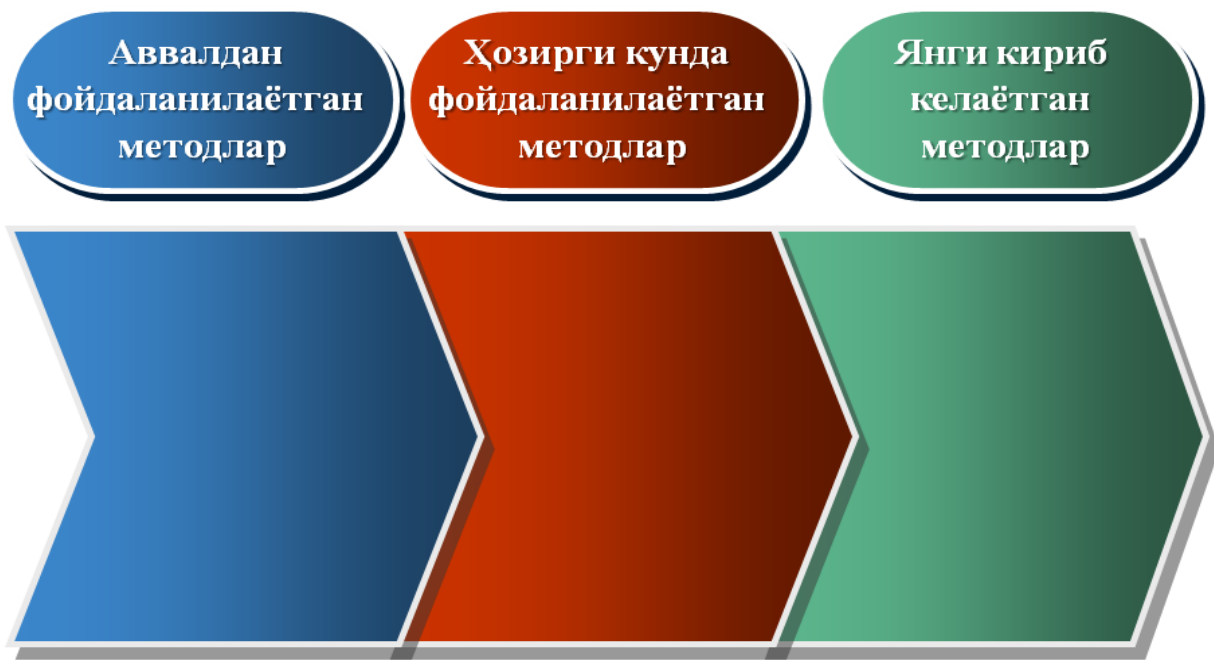 Аввалдан
фойдаланилаётган
методлар
Ҳозирги кунда
фойдаланилаётган
методлар
Янги кириб
келаётган
методлар